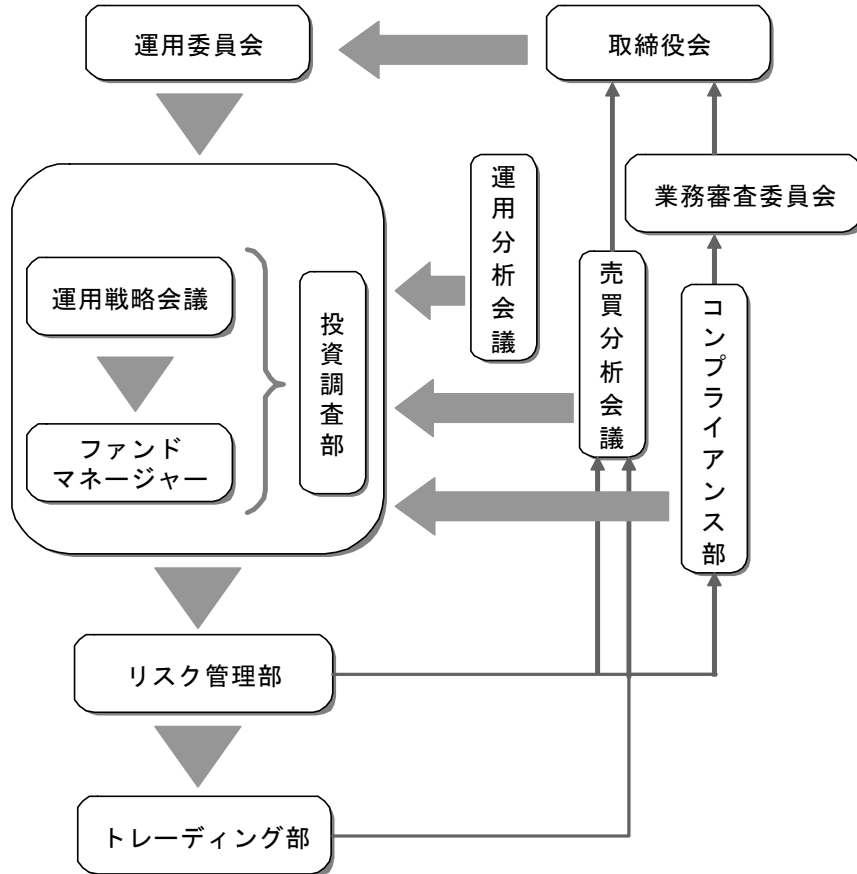 運用委員会
取締役会
運用分析会議
業務審査委員会
売買分析会議
運用戦略会議
投資調査部
コンプライアンス部
ファンド
マネージャー
リスク管理部
トレーディング部